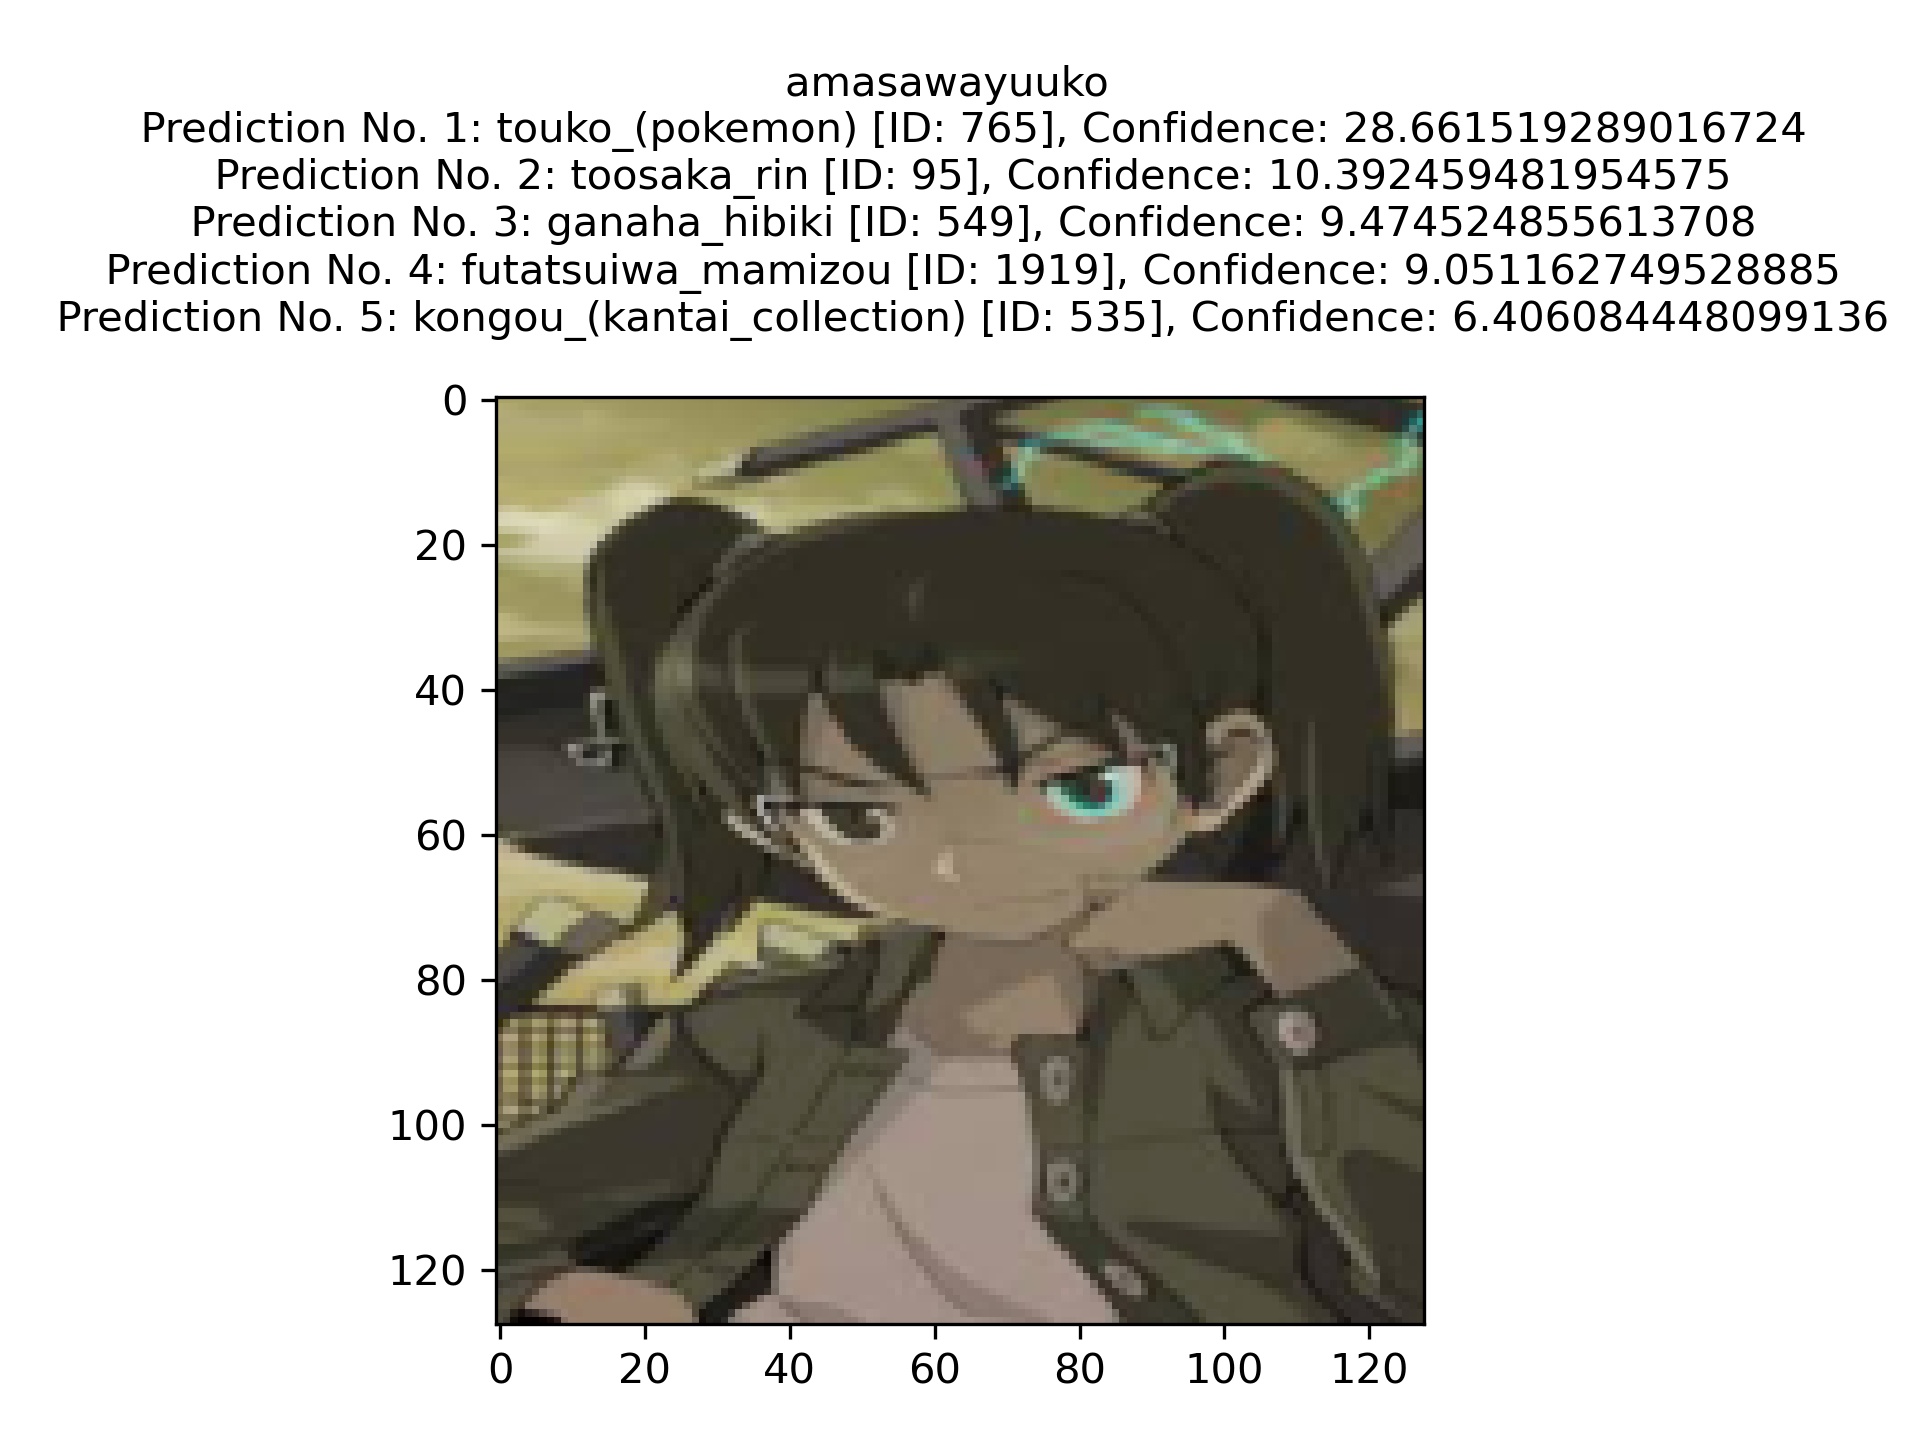 amasawayuuko
Prediction No. 1: touko_(pokemon) [ID: 765], Confidence: 28.661519289016724
Prediction No. 2: toosaka_rin [ID: 95], Confidence: 10.392459481954575
Prediction No. 3: ganaha_hibiki [ID: 549], Confidence: 9.474524855613708
Prediction No. 4: futatsuiwa_mamizou [ID: 1919], Confidence: 9.051162749528885
Prediction No. 5: kongou_(kantai_collection) [ID: 535], Confidence: 6.406084448099136
0
20
40
60
80
100
120
0 20 40 60 80 100 120